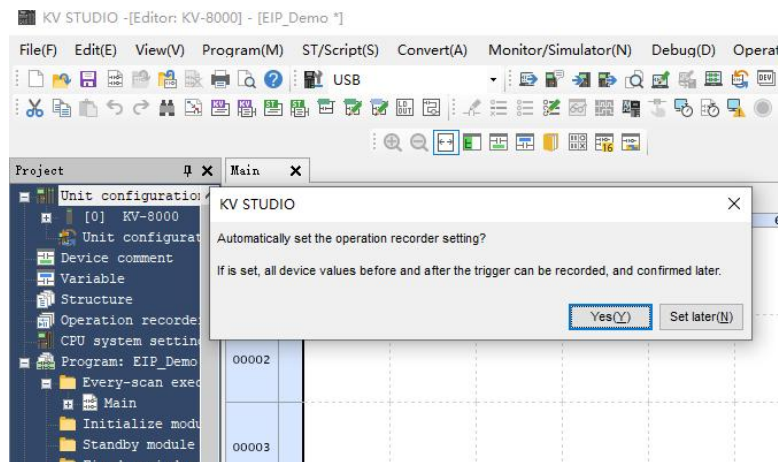 KV STUDIO -[Editor: KV-8000] - [EIP_Demo *]
File(F) Edit(E) View(V) Program(M) ST/Script(S) Convert(A) Monitor/Simulator(N) Debug(D) Operat
USB
Project
Main
Unit configuration
[0] KV-8000
Unit configurat
Device comment
Variable
Structure
Operation recorde
CPU system settin
Program: EIP_Demo
Every-scan exec
Main
Initialize modu
Standby module
KV STUDIO
Automatically set the operation recorder setting?
If is set, all device values before and after the trigger can be recorded, and confirmed later.
Yes(Y) Set later(N)
00002
00003